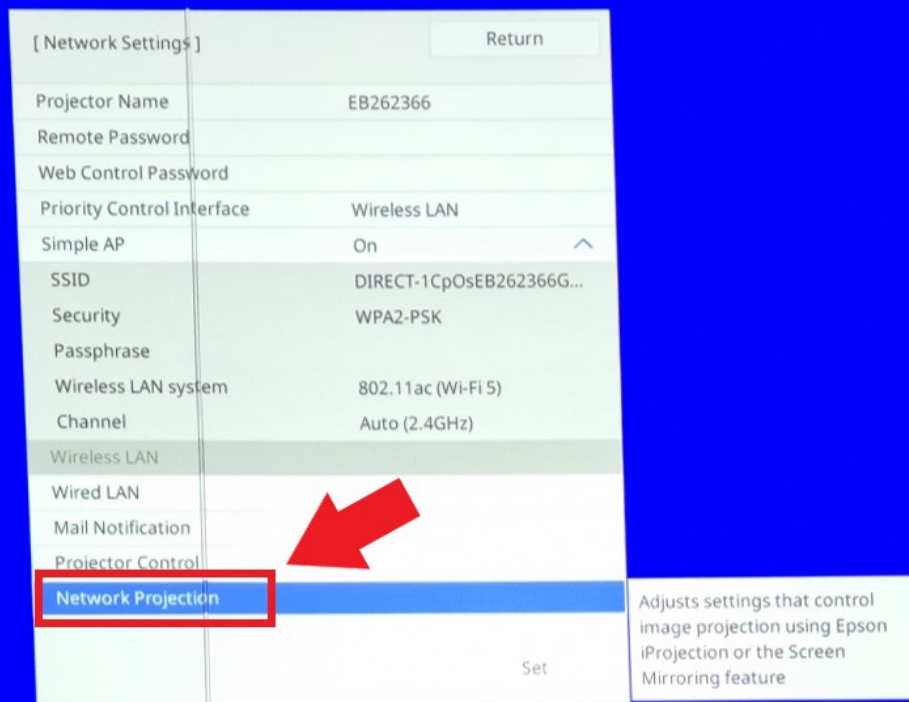 [ Network Settings ]
Return
Projector Name EB262366
Remote Password
Web Control Password
Priority Control Interface Wireless LAN
Simple AP On
SSID DIRECT-1CpOsEB262366G...
Security WPA2-PSK
Passphrase
Wireless LAN system 802.11ac (Wi-Fi 5)
Channel Auto (2.4GHz)
Wireless LAN
Wired LAN
Mail Notification
Projector Control
Network Projection
Set
Adjusts settings that control
image projection using Epson
iProjection or the Screen
Mirroring feature